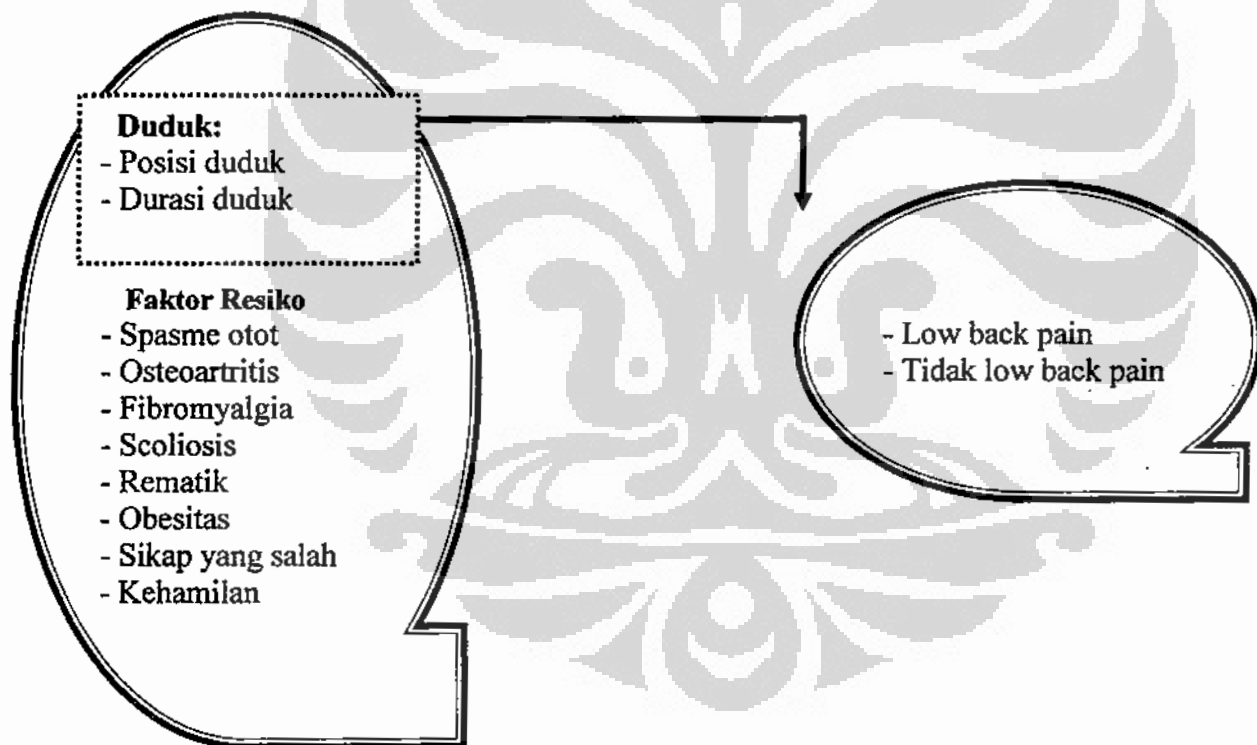 Duduk:
- Posisi duduk
- Durasi duduk
Faktor Resiko
- Spasme otot
- Osteoartritis
- Fibromyalgia
- Scoliosis
- Rematik
- Obesitas
- Sikap yang salah
- Kehamilan
- Low back pain
- Tidak low back pain